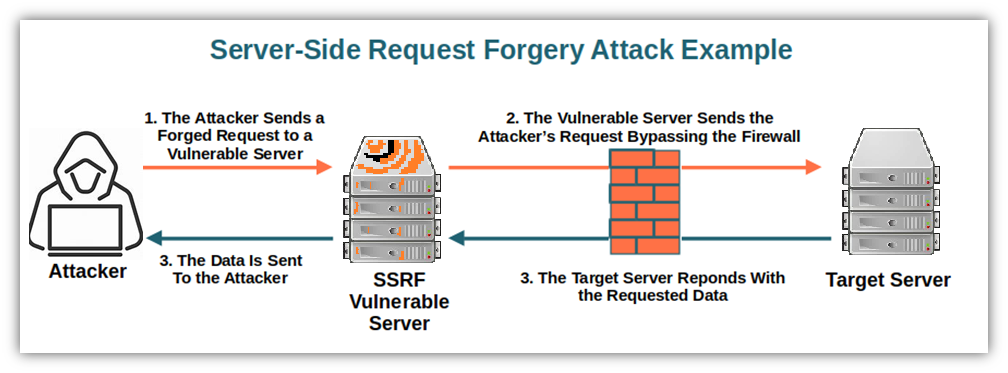 Server-Side Request Forgery Attack Example
1. The Attacker Sends a
Forged Request to a
Vulnerable Server
2. The Vulnerable Server Sends the
Attacker's Request Bypassing the Firewall
Attacker
3. The Data Is Sent
To the Attacker
SSRF
Vulnerable
Server
3. The Target Server Reponds With
the Requested Data
Target Server